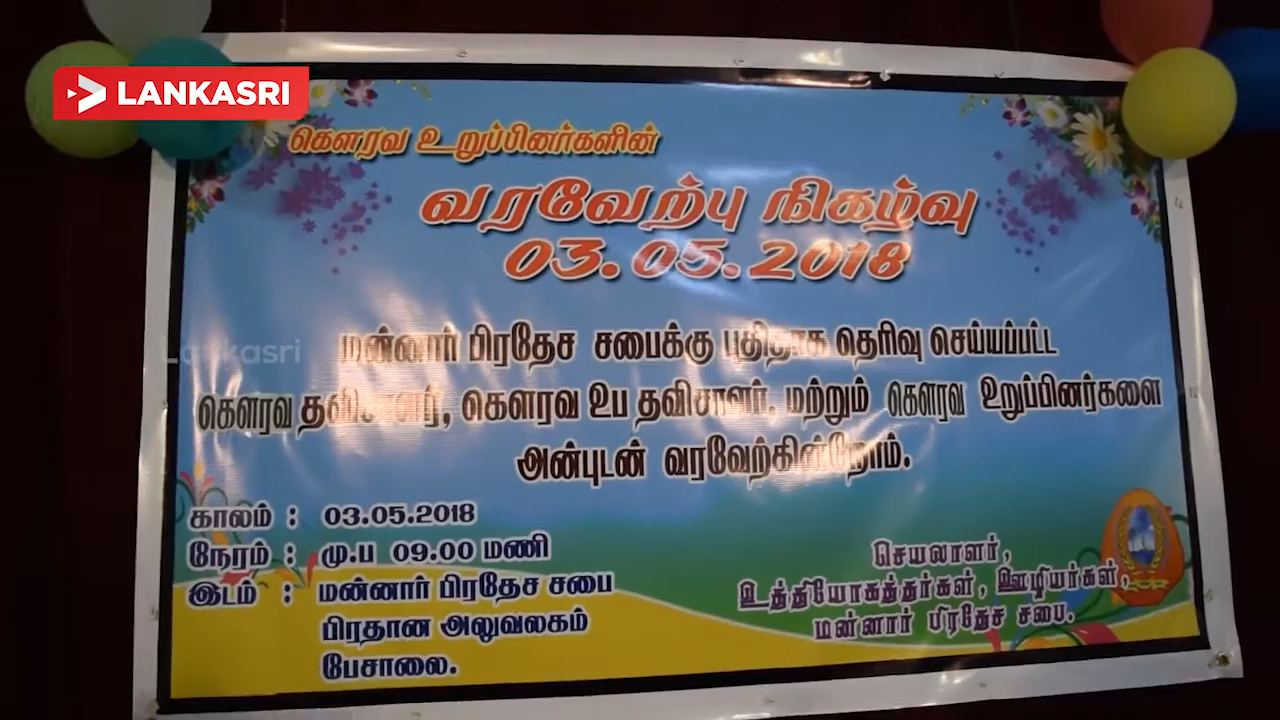 LANKASRI
கௌரவ உறுப்பினர்களின்
வரவேற்பு நிகழ்வு
03.05.2018
Lankasri
மன்னார் பிரதேச சபைக்கு புதிதாக தெரிவு செய்யப்பட்ட
கௌரவ தவிசாளர், கௌரவ உப தவிசாளர், மற்றும் கௌரவ உறுப்பினர்களை
அன்புடன் வரவேற்கின்றோம்.
காலம் : 03.05.2018
நேரம் : மு.ப 09.00 மணி
இடம் : மன்னார் பிரதேச சபை
பிரதான அலுவலகம்
பேசாலை.
செயலாளர்,
உத்தியோகத்தர்கள், ஊழியர்கள்,
மன்னார் பிரதேச சபை.